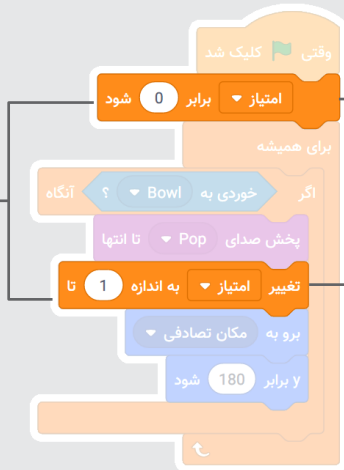 وقتی کلیک شد
امتیاز برابر 0 شود
برای همیشه
اگر خوردی به Bowl ؟ آنگاه
پخش صدای Pop تا انتها
تغییر امتیاز به اندازه 1 تا
برو به مکان تصادفی
y برابر 180 شود